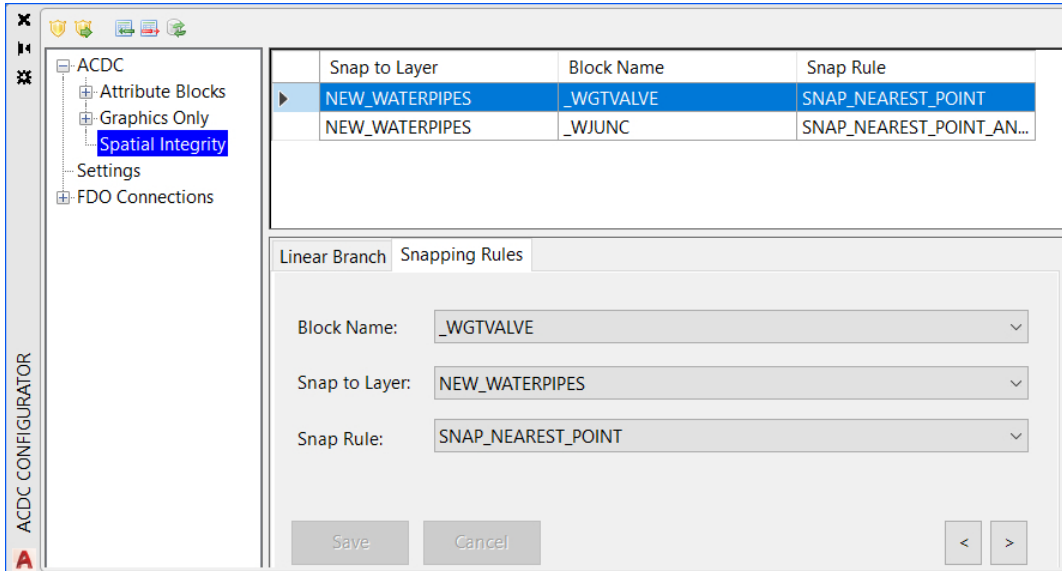 ACDC
Attribute Blocks
Graphics Only
Spatial Integrity
Settings
FDO Connections
Snap to Layer Block Name Snap Rule
NEW_WATERPIPES _WGTVALVE SNAP_NEAREST_POINT
NEW_WATERPIPES _WJUNC SNAP_NEAREST_POINT_AN...
Linear Branch Snapping Rules
Block Name: _WGTVALVE
Snap to Layer: NEW_WATERPIPES
Snap Rule: SNAP_NEAREST_POINT
Save Cancel < >
ACDC CONFIGURATOR
A